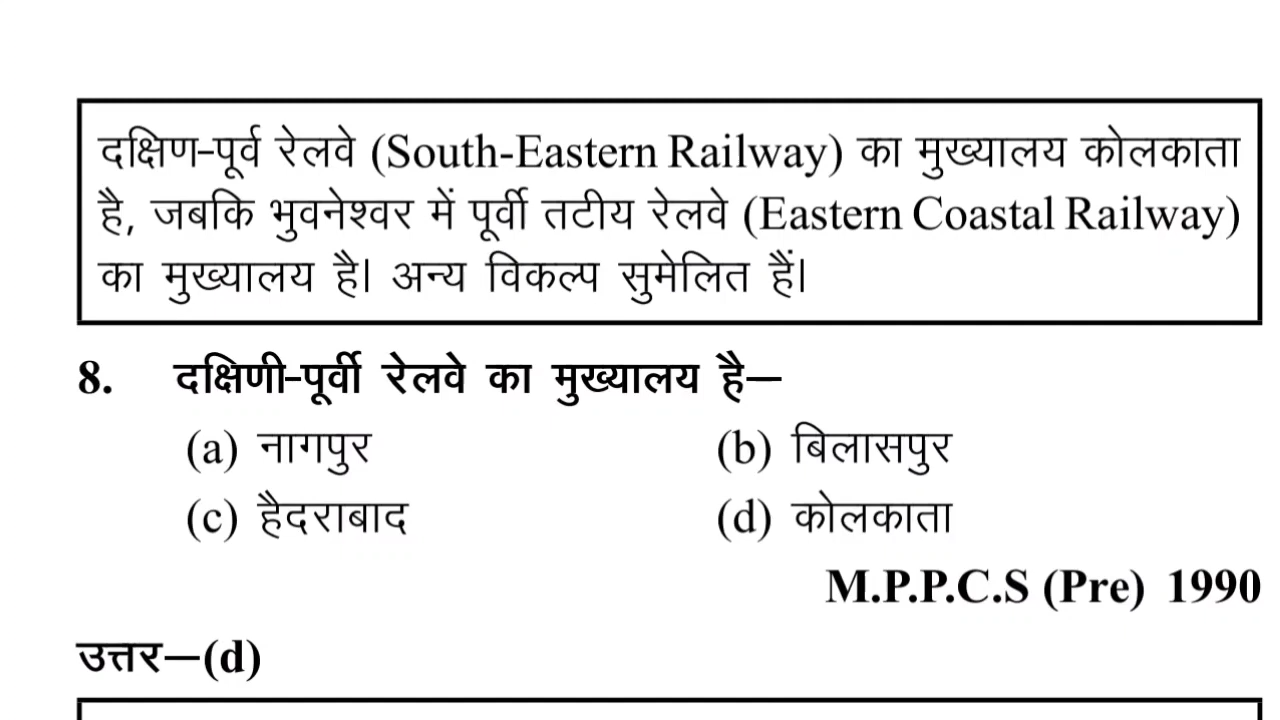 दक्षिण-पूर्व रेलवे (South-Eastern Railway) का मुख्यालय कोलकाता
है, जबकि भुवनेश्वर में पूर्वी तटीय रेलवे (Eastern Coastal Railway)
का मुख्यालय है। अन्य विकल्प सुमेलित हैं।
8. दक्षिणी-पूर्वी रेलवे का मुख्यालय है—
(a) नागपुर (b) बिलासपुर
(c) हैदराबाद (d) कोलकाता
M.P.P.C.S (Pre) 1990
उत्तर—(d)